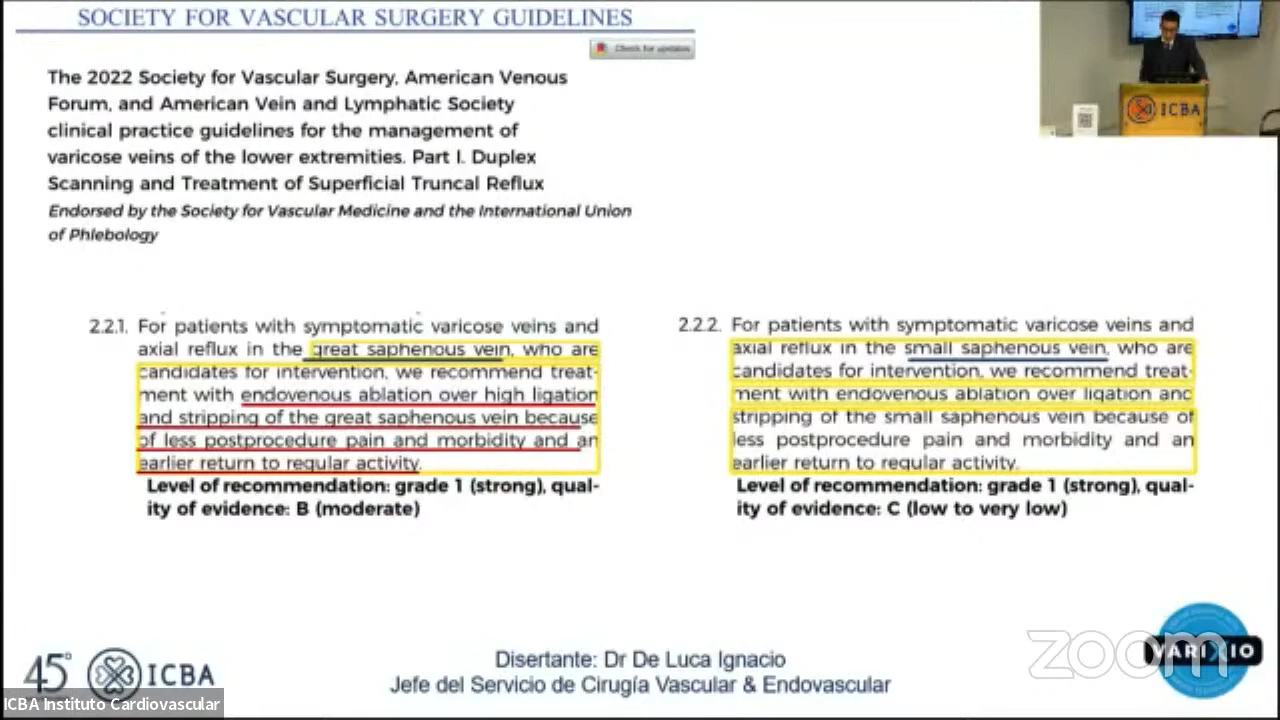 SOCIETY FOR VASCULAR SURGERY GUIDELINES
Check for updates
The 2022 Society for Vascular Surgery, American Venous
Forum, and American Vein and Lymphatic Society
clinical practice guidelines for the management of
varicose veins of the lower extremities. Part I. Duplex
Scanning and Treatment of Superficial Truncal Reflux
Endorsed by the Society for Vascular Medicine and the International Union
of Phlebology
ICBA
2.2.1. For patients with symptomatic varicose veins and
axial reflux in the great saphenous vein, who are
candidates for intervention, we recommend treat-
ment with endovenous ablation over high ligation
and stripping of the great saphenous vein because
of less postprocedure pain and morbidity and an
earlier return to regular activity.
Level of recommendation: grade 1 (strong), qual-
ity of evidence: B (moderate)
2.2.2. For patients with symptomatic varicose veins and
axial reflux in the small saphenous vein, who are
candidates for intervention, we recommend treat-
ment with endovenous ablation over ligation and
stripping of the small saphenous vein because of
less postprocedure pain and morbidity and an
earlier return to regular activity.
Level of recommendation: grade 1 (strong), qual-
ity of evidence: C (low to very low)
45° ICBA
Disertante: Dr De Luca Ignacio
Jefe del Servicio de Cirugía Vascular & Endovascular
zoom
VARIXIO
ICBA Instituto Cardiovascular